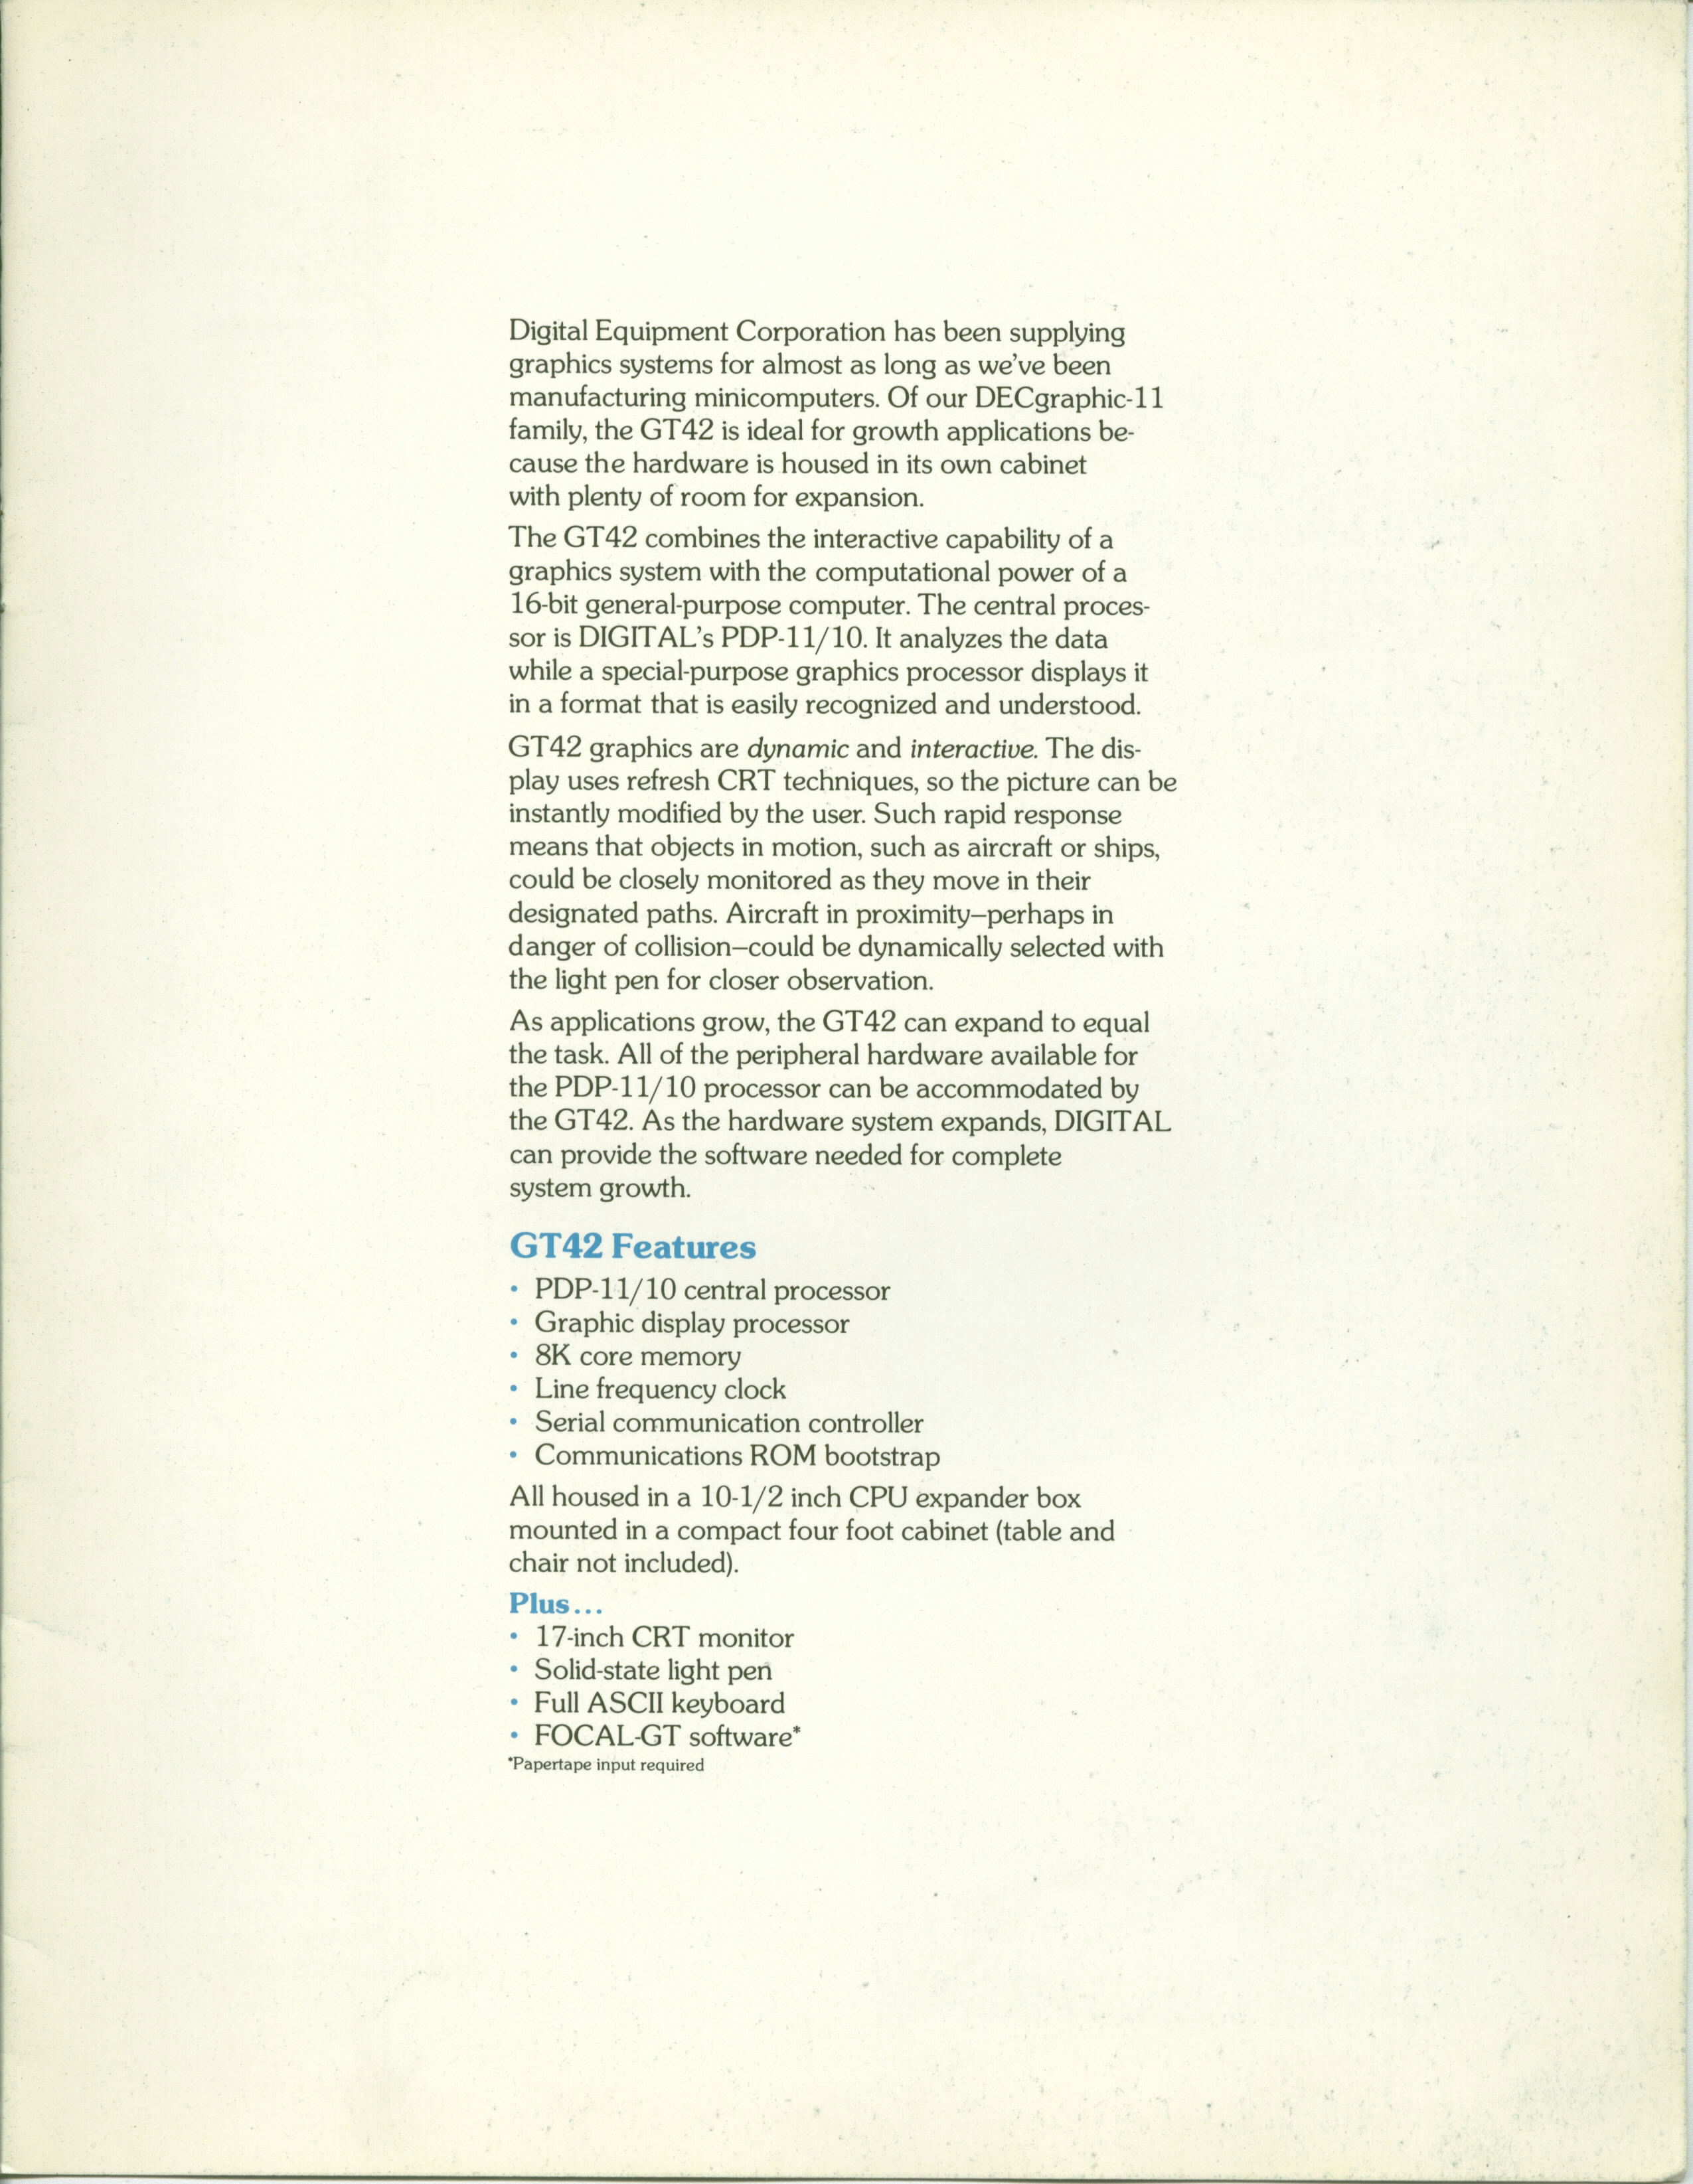 Digital Equipment Corporation has been supplying
graphics systems for almost as long as we've been
manufacturing minicomputers. Of our DECgraphic-11
family, the GT42 is ideal for growth applications be-
cause the hardware is housed in its own cabinet
with plenty of room for expansion.
The GT42 combines the interactive capability of a
graphics system with the computational power of a
16-bit general-purpose computer. The central proces-
sor is DIGITAL's PDP-11/10. It analyzes the data
while a special-purpose graphics processor displays it
in a format that is easily recognized and understood.
GT42 graphics are dynamic and interactive. The dis-
play uses refresh CRT techniques, so the picture can be
instantly modified by the user. Such rapid response
means that objects in motion, such as aircraft or ships,
could be closely monitored as they move in their
designated paths. Aircraft in proximity—perhaps in
danger of collision—could be dynamically selected with
the light pen for closer observation.
As applications grow, the GT42 can expand to equal
the task. All of the peripheral hardware available for
the PDP-11/10 processor can be accommodated by
the GT42. As the hardware system expands, DIGITAL
can provide the software needed for complete
system growth.
GT42 Features
• PDP-11/10 central processor
• Graphic display processor
• 8K core memory
• Line frequency clock
• Serial communication controller
• Communications ROM bootstrap
All housed in a 10-1/2 inch CPU expander box
mounted in a compact four foot cabinet (table and
chair not included).
Plus...
• 17-inch CRT monitor
• Solid-state light pen
• Full ASCII keyboard
• FOCAL-GT software*
*Papertape input required